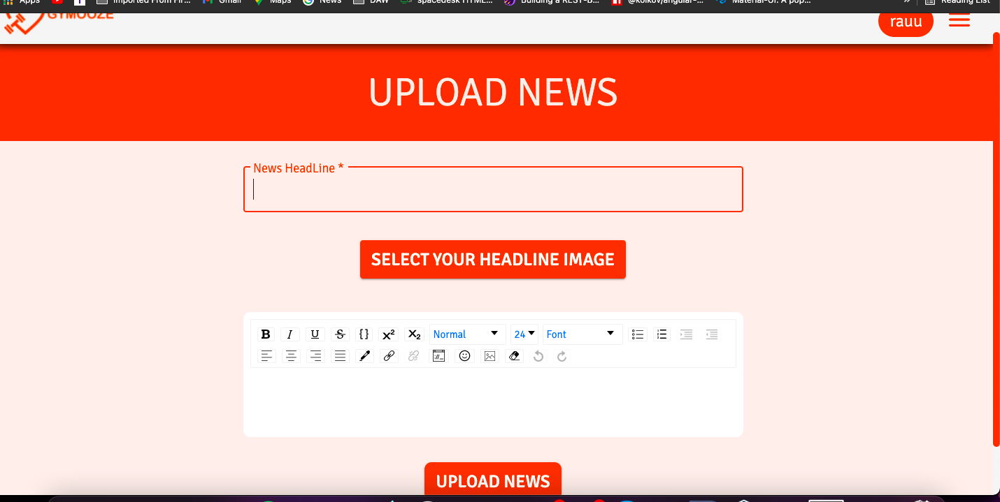 Apps Imported From Fir... Gmail Maps News DAW spacedesk HTML... Building a REST-B... @kolkov/angular-... Material-UI: A pop... » Reading List
GYMOOZE
rauu
UPLOAD NEWS
News HeadLine *
SELECT YOUR HEADLINE IMAGE
B I U S {} X² X₂ Normal 24 Font
UPLOAD NEWS